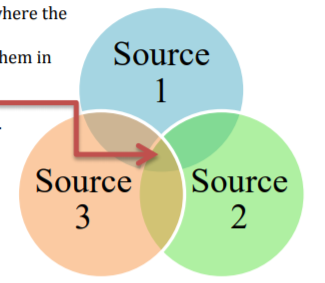 where the
hem in
Source
1
Source
3
Source
2